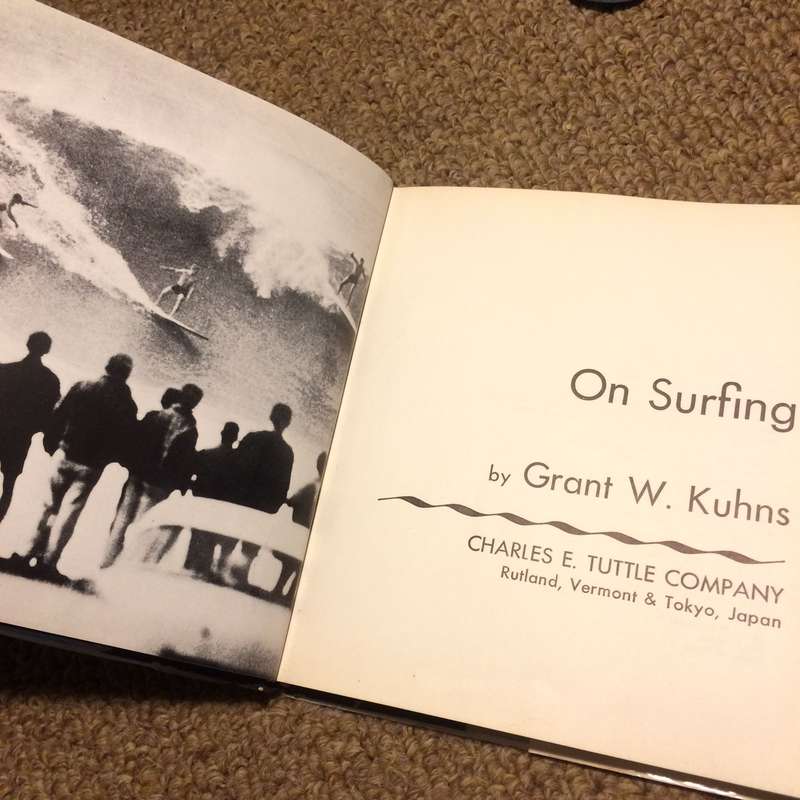 On Surfing
by Grant W. Kuhns
CHARLES E. TUTTLE COMPANY
Rutland, Vermont & Tokyo, Japan